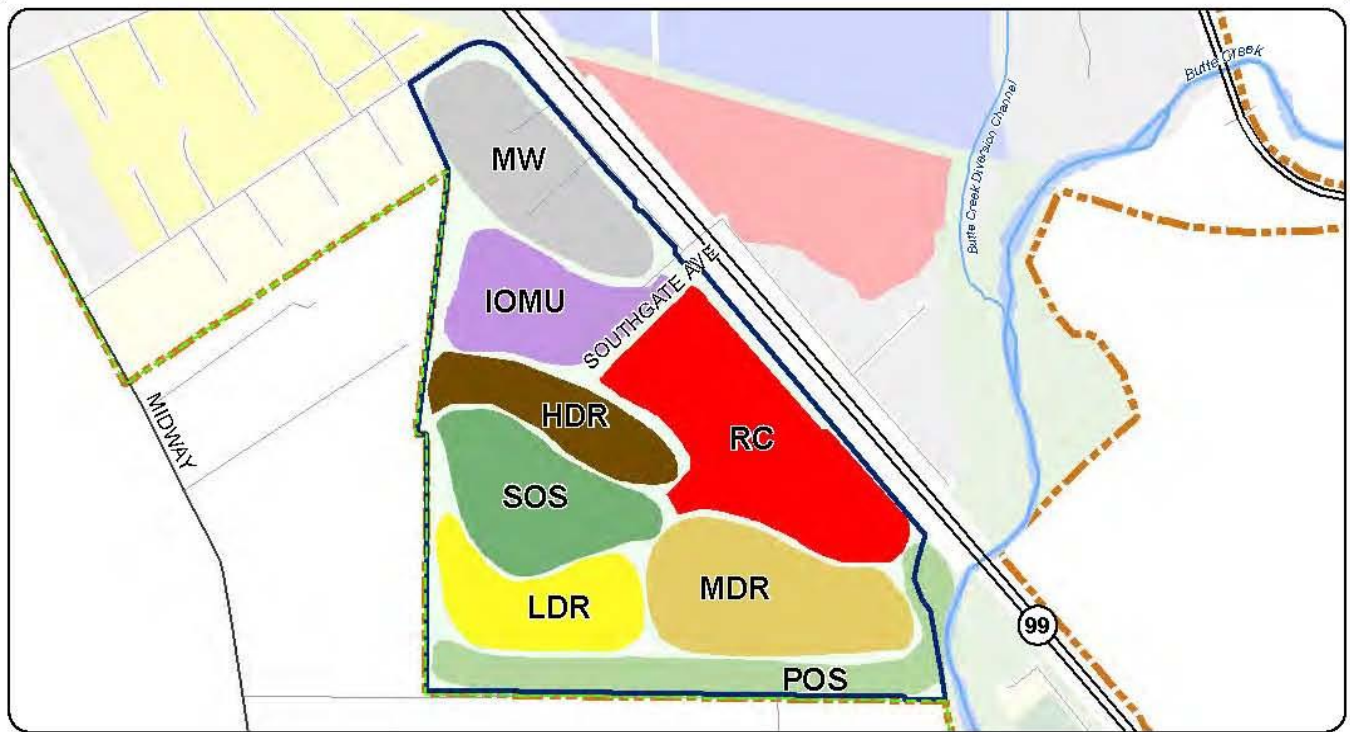 Butte Creek
Butte Creek Diversion Channel
MW
SOUTHGATE AVE
IOMU
HDR
RC
MIDWAY
SOS
MDR
LDR
99
POS